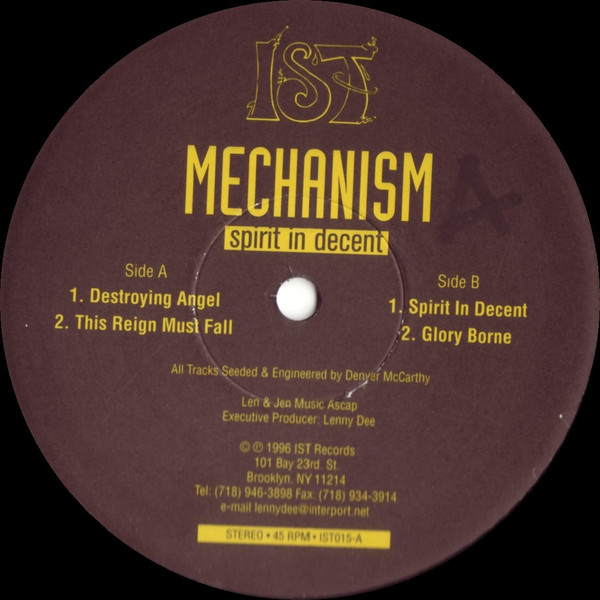 IST
MECHANISM
A
spirit in decent
Side A
1. Destroying Angel
2. This Reign Must Fall
Side B
1. Spirit In Decent
2. Glory Borne
All Tracks Seeded & Engineered by Denver McCarthy
Len & Jen Music Ascap
Executive Producer: Lenny Dee
© ℗ 1996 IST Records
101 Bay 23rd. St.
Brooklyn. NY 11214
Tel: (718) 946-3898 Fax: (718) 934-3914
e-mail lennydee@interport.net
STEREO • 45 RPM • IST015-A